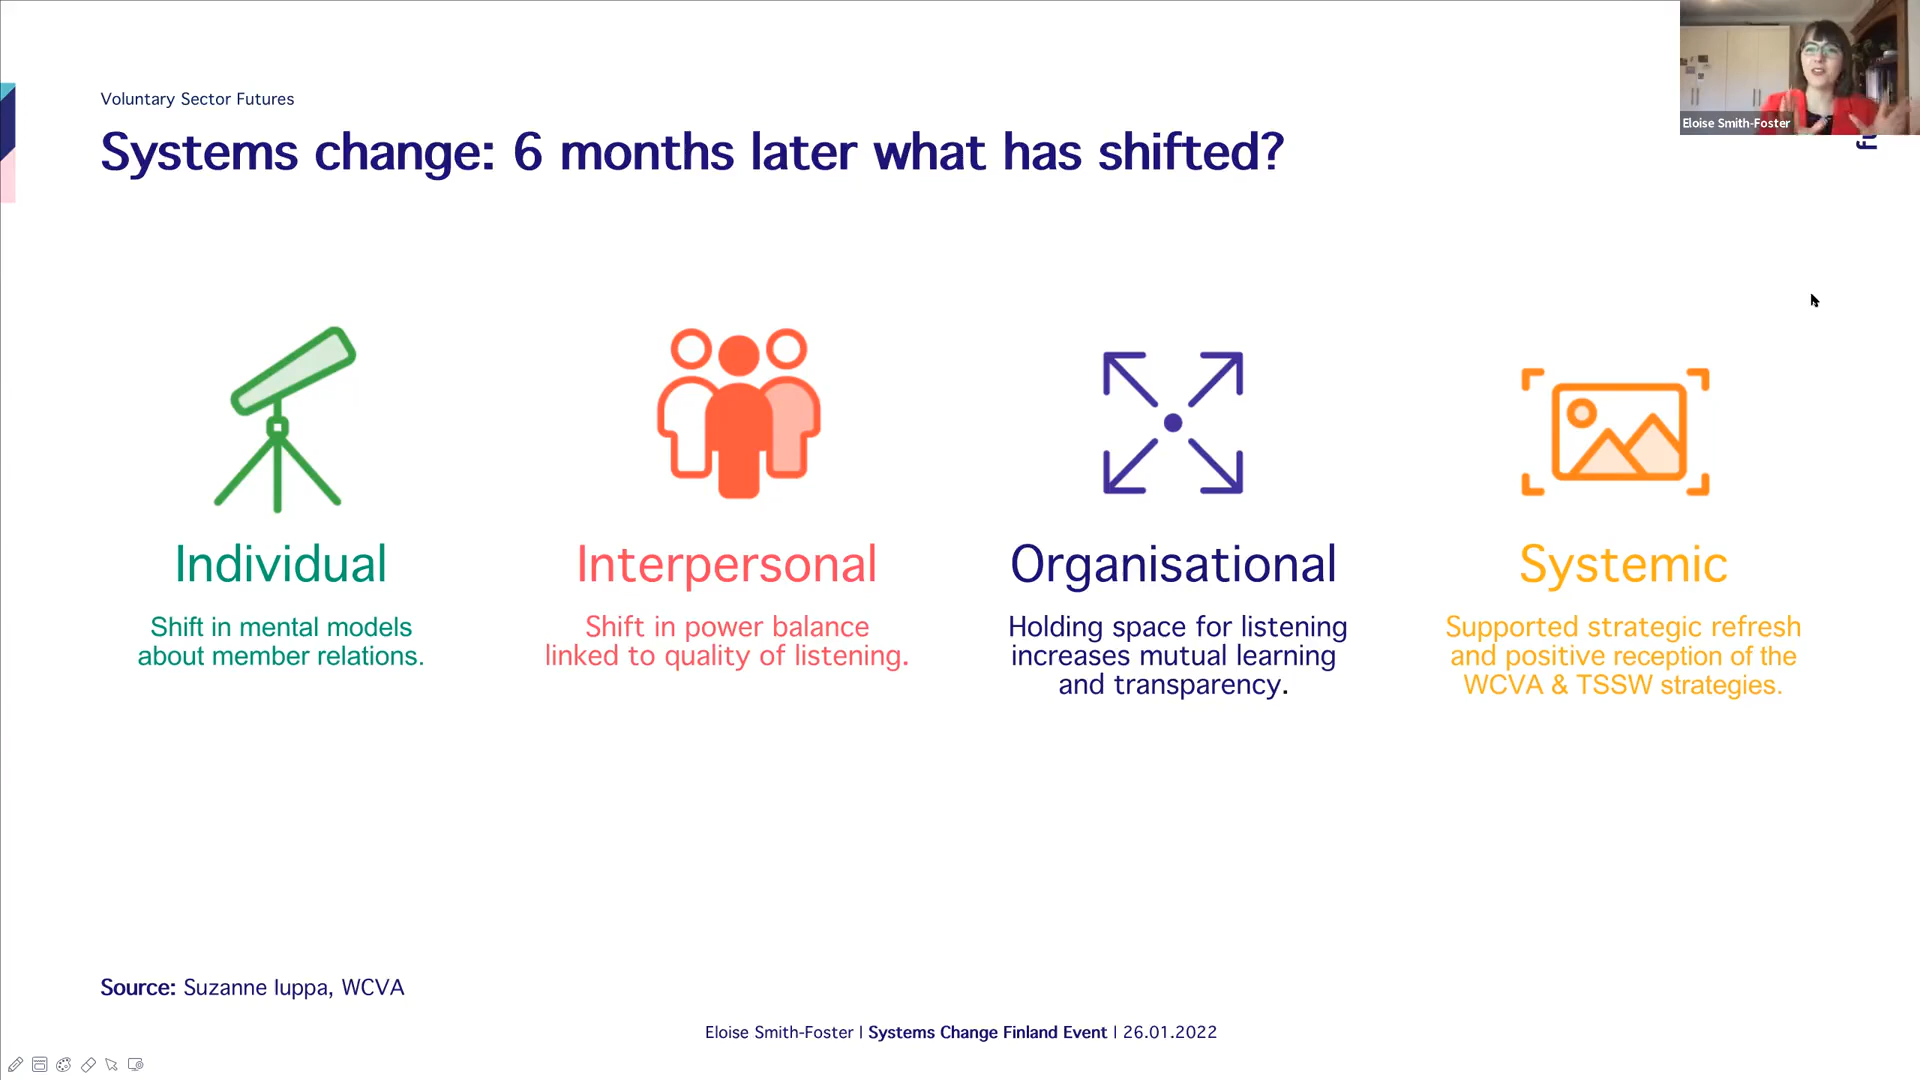 Voluntary Sector Futures
Systems change: 6 months later what has shifted?
Eloise Smith-Foster
Individual
Shift in mental models
about member relations.
Interpersonal
Shift in power balance
linked to quality of listening.
Organisational
Holding space for listening
increases mutual learning
and transparency.
Systemic
Supported strategic refresh
and positive reception of the
WCVA & TSSW strategies.
Source: Suzanne Iuppa, WCVA
Eloise Smith-Foster | Systems Change Finland Event | 26.01.2022